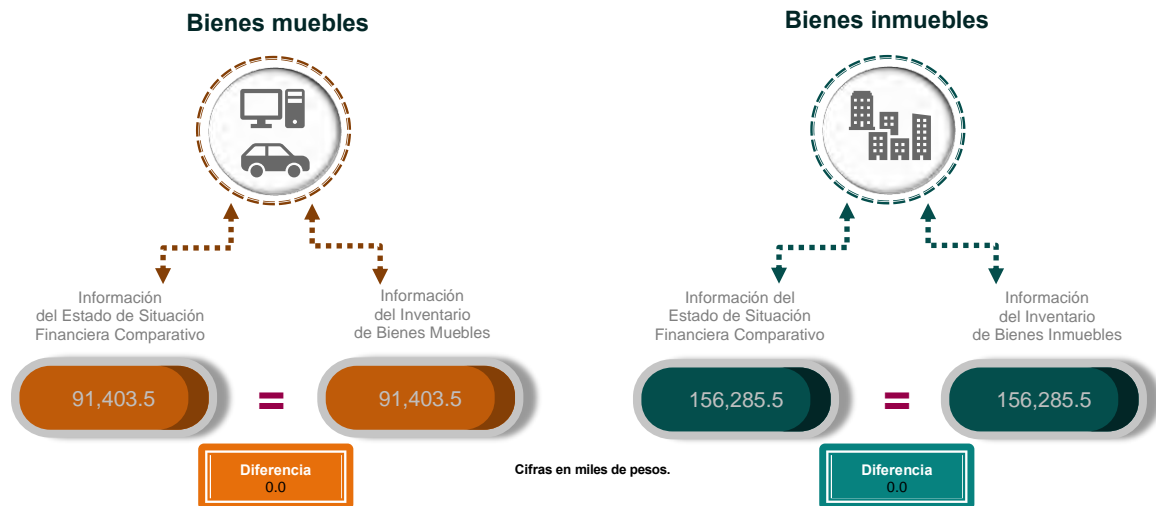 Bienes muebles
Información
del Estado de Situación
Financiera Comparativo
Información
del Inventario
de Bienes Muebles
91,403.5
=
91,403.5
Diferencia
0.0
Cifras en miles de pesos.
Bienes inmuebles
Información del
Estado de Situación
Financiera Comparativo
Información
del Inventario
de Bienes Inmuebles
156,285.5
=
156,285.5
Diferencia
0.0